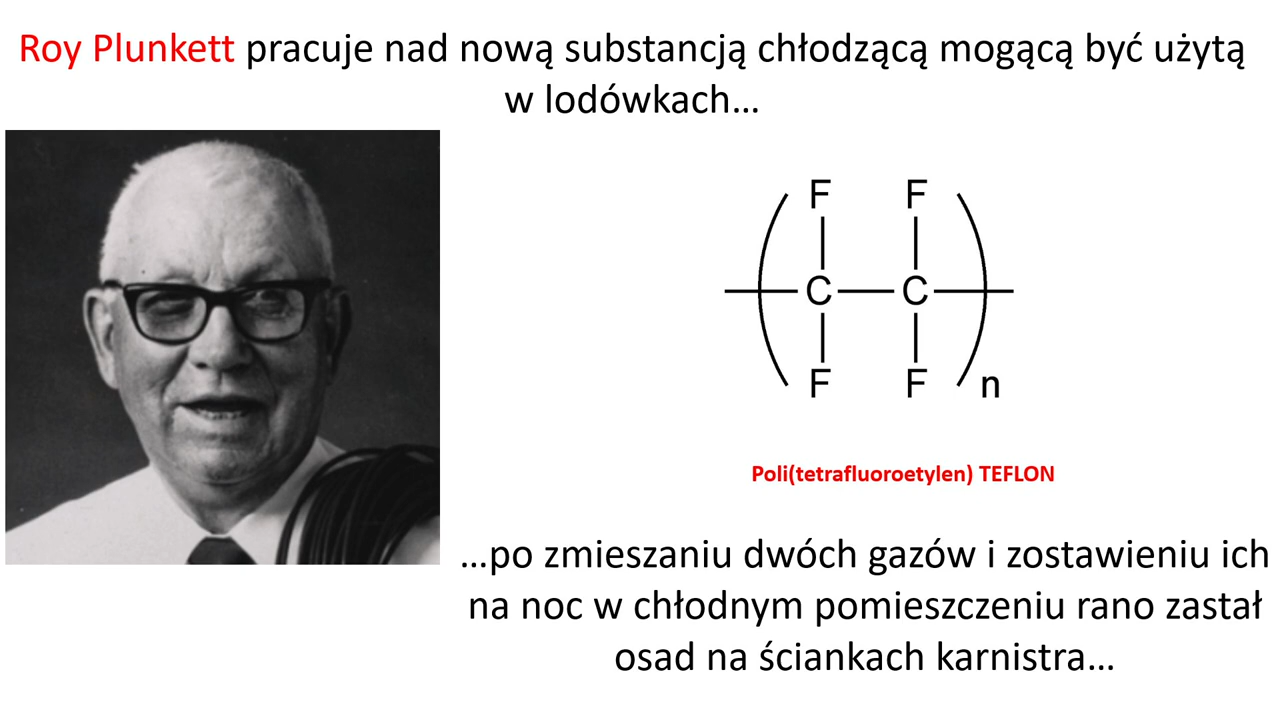 Roy Plunkett pracuje nad nową substancją chłodzącą mogącą być użytą
w lodówkach…
F F
C C
F F
n
Poli(tetrafluoroetylen) TEFLON
…po zmieszaniu dwóch gazów i zostawieniu ich
na noc w chłodnym pomieszczeniu rano zastał
osad na ściankach karnistra…